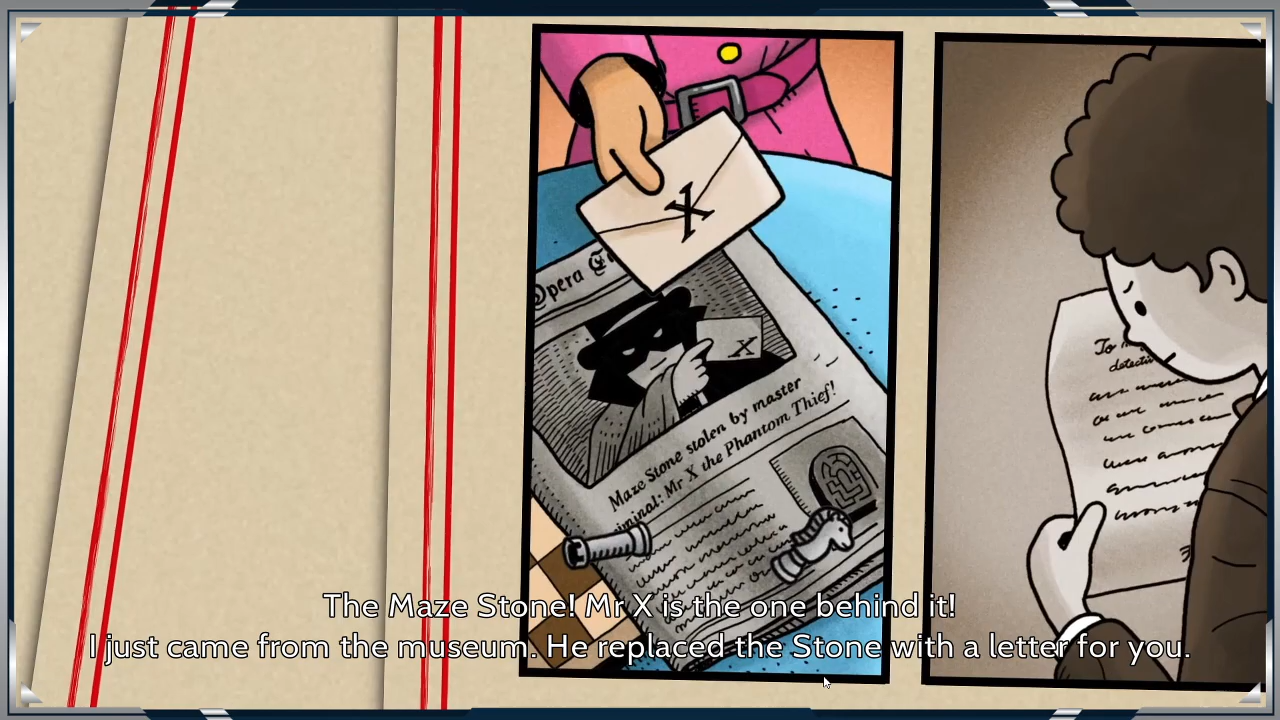 X
Opera
X
Maze Stone stolen by master
criminal: Mr X the Phantom Thief!
To
The Maze Stone! Mr X is the one behind it!
I just came from the museum. He replaced the Stone with a letter for you.